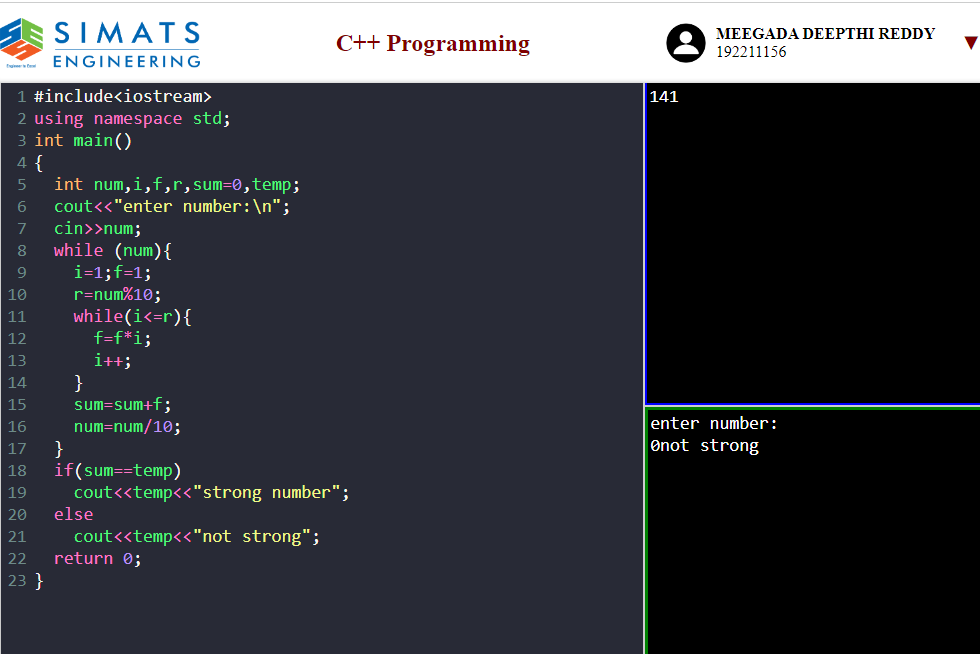 SIMATS
ENGINEERING
Engineer to Excel
C++ Programming
MEEGADA DEEPTHI REDDY
192211156
1 #include<iostream>
2 using namespace std;
3 int main()
4 {
5   int num,i,f,r,sum=0,temp;
6   cout<<"enter number:\n";
7   cin>>num;
8   while (num){
9     i=1;f=1;
10     r=num%10;
11     while(i<=r){
12       f=f*i;
13       i++;
14     }
15     sum=sum+f;
16     num=num/10;
17   }
18   if(sum==temp)
19     cout<<temp<<"strong number";
20   else
21     cout<<temp<<"not strong";
22   return 0;
23 }
141
enter number:
0not strong